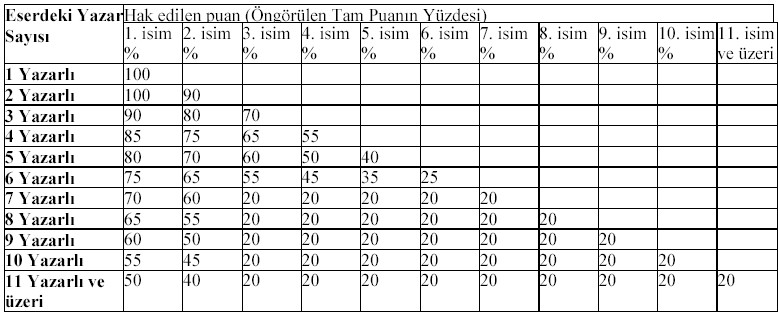 Eserdeki Yazar Hak edilen puan (Öngörülen Tam Puanın Yüzdesi)
Sayısı 1. isim 2. isim 3. isim 4. isim 5. isim 6. isim 7. isim 8. isim 9. isim 10. isim 11. isim
% % % % % % % % % % ve üzeri
1 Yazarlı 100
2 Yazarlı 100 90
3 Yazarlı 90 80 70
4 Yazarlı 85 75 65 55
5 Yazarlı 80 70 60 50 40
6 Yazarlı 75 65 55 45 35 25
7 Yazarlı 70 60 20 20 20 20 20
8 Yazarlı 65 55 20 20 20 20 20 20
9 Yazarlı 60 50 20 20 20 20 20 20 20
10 Yazarlı 55 45 20 20 20 20 20 20 20 20
11 Yazarlı ve 50 40 20 20 20 20 20 20 20 20 20
üzeri